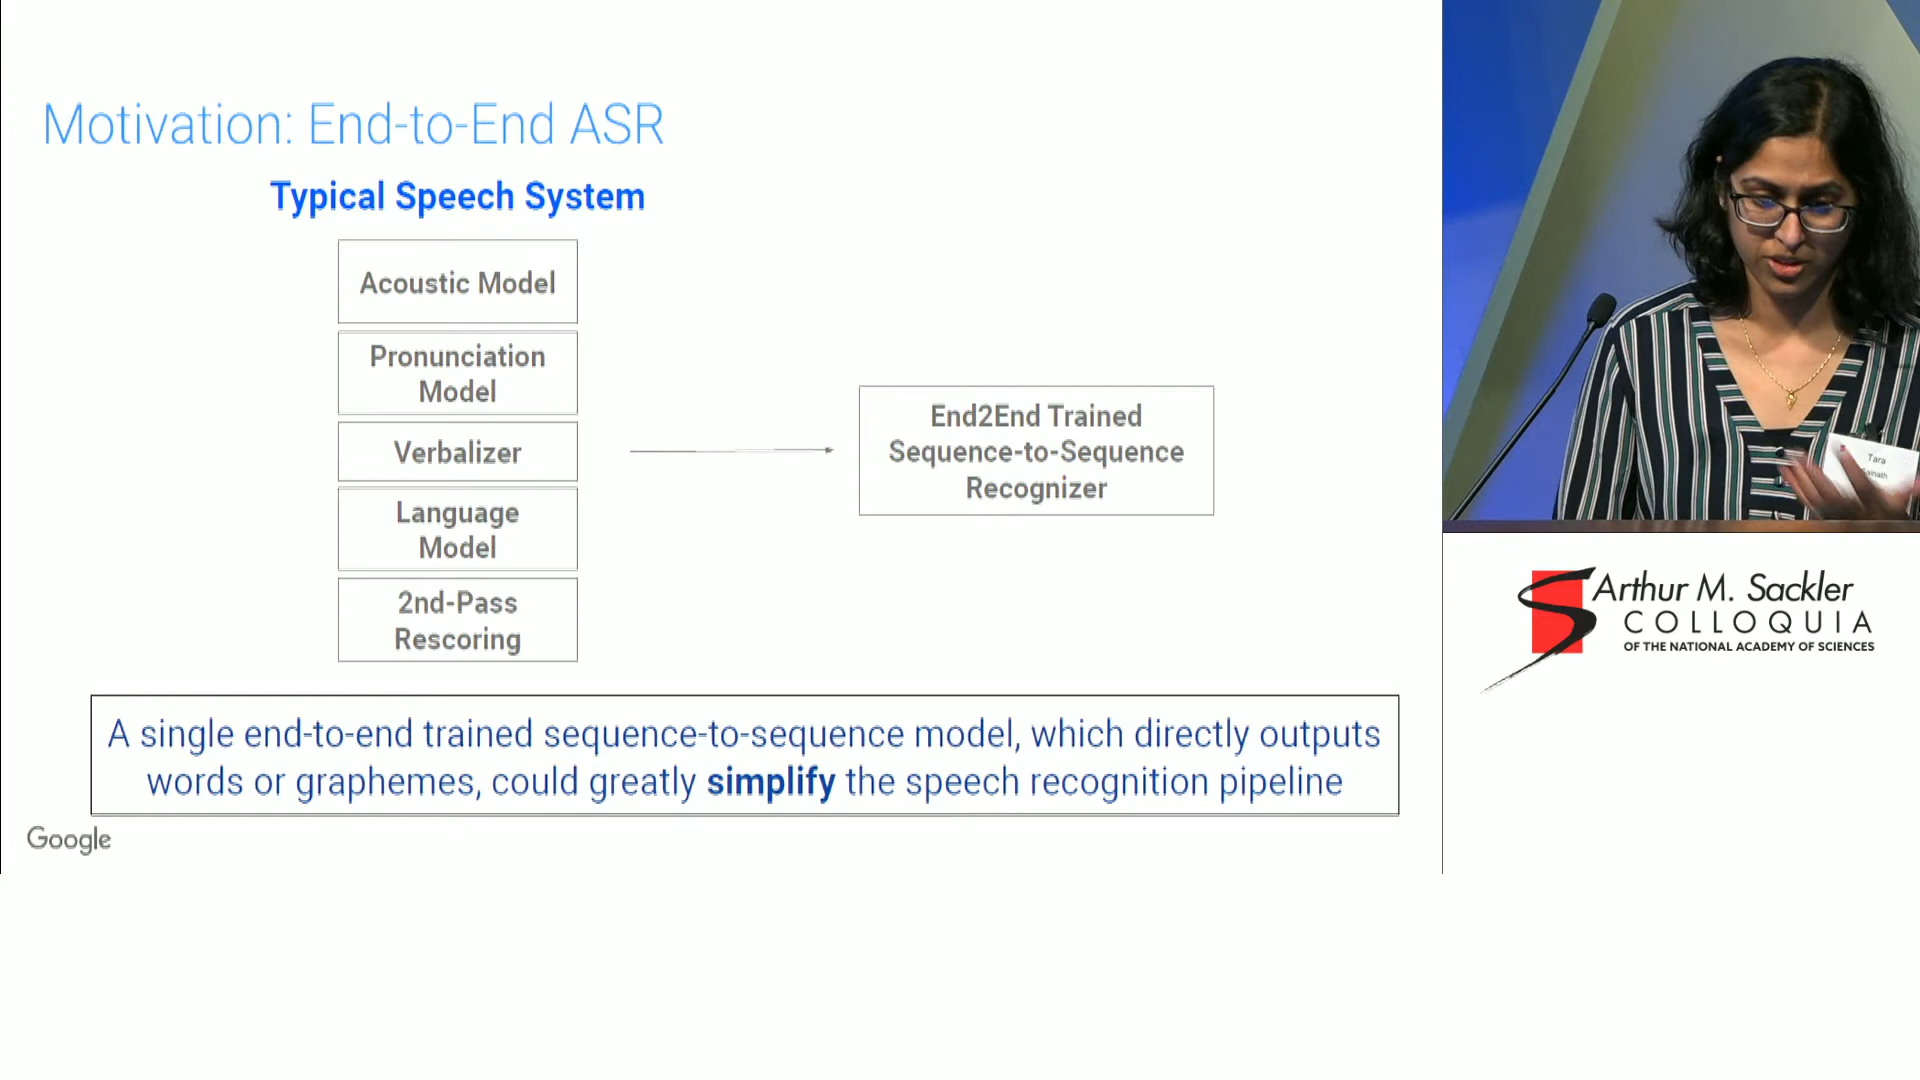 Motivation: End-to-End ASR
Typical Speech System
Acoustic Model
Pronunciation
Model
Verbalizer
Language
Model
2nd-Pass
Rescoring
End2End Trained
Sequence-to-Sequence
Recognizer
A single end-to-end trained sequence-to-sequence model, which directly outputs
words or graphemes, could greatly simplify the speech recognition pipeline
Google
Tara
Sainath
Arthur M. Sackler
COLLOQUIA
OF THE NATIONAL ACADEMY OF SCIENCES